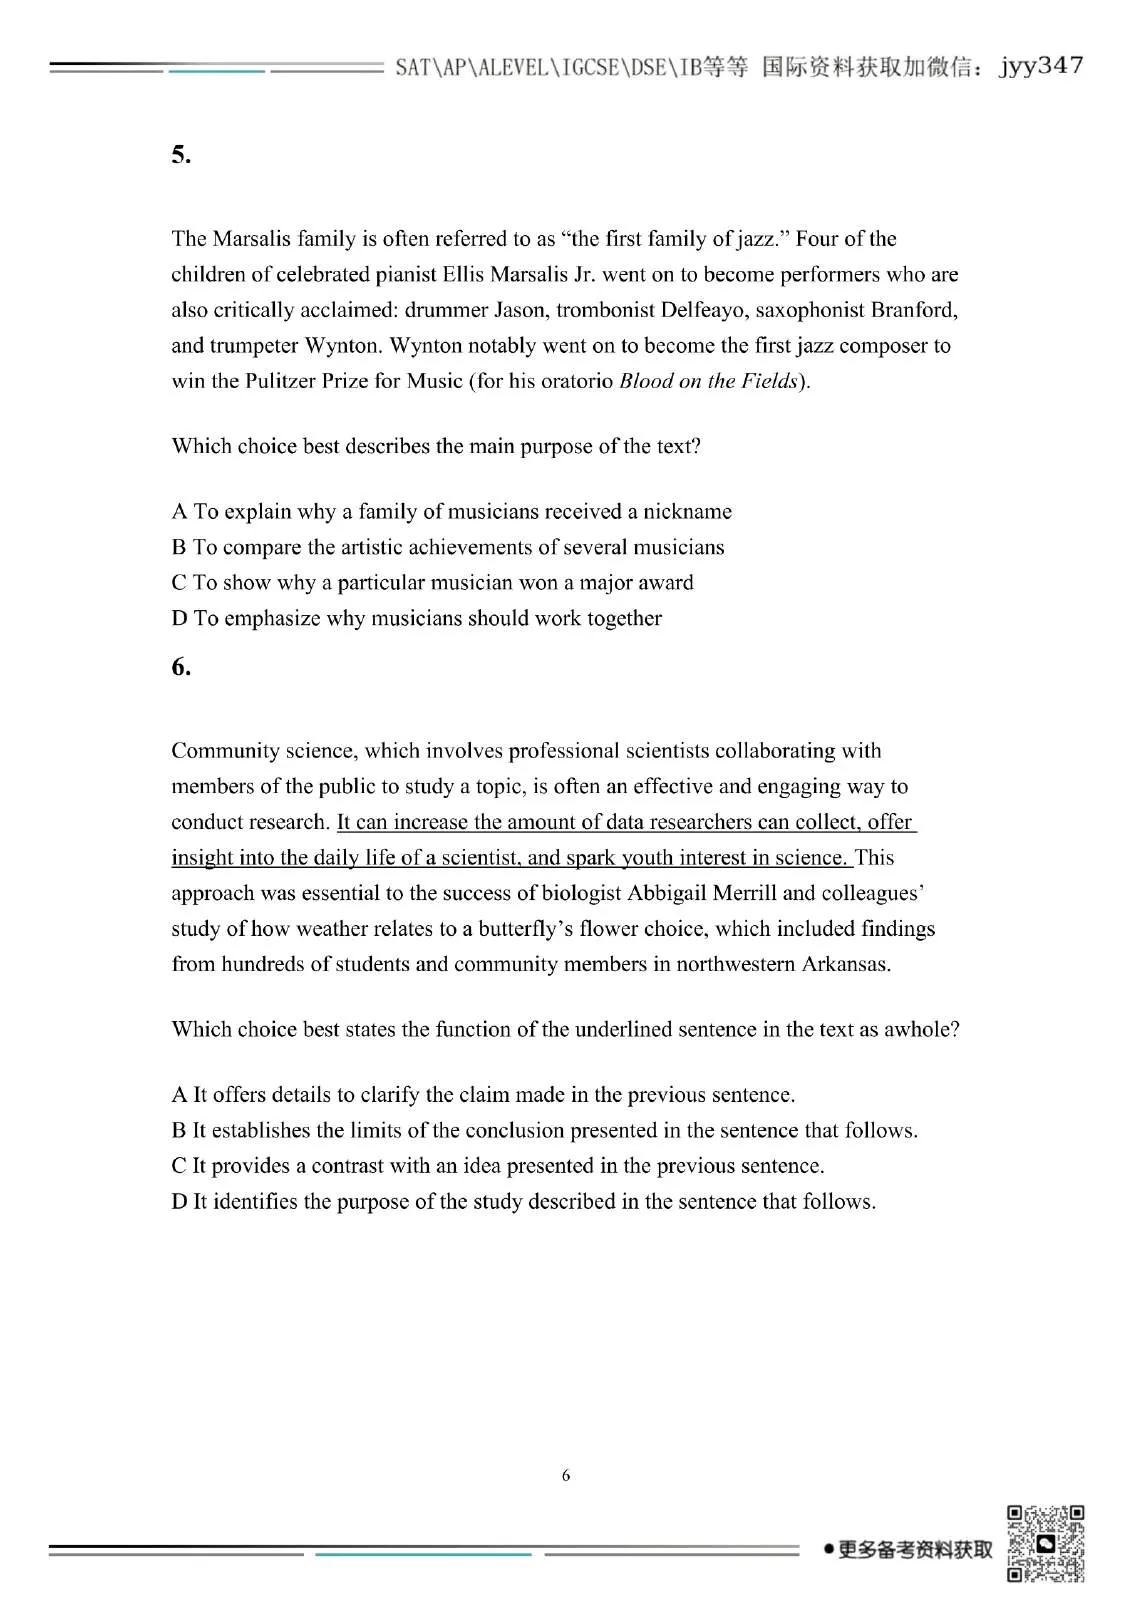 SAT\AP\ALEVEL\IGCSE\DSE\IB等等 国际资料获取加微信：jyy347
5.
The Marsalis family is often referred to as “the first family of jazz.” Four of the
children of celebrated pianist Ellis Marsalis Jr. went on to become performers who are
also critically acclaimed: drummer Jason, trombonist Delfeayo, saxophonist Branford,
and trumpeter Wynton. Wynton notably went on to become the first jazz composer to
win the Pulitzer Prize for Music (for his oratorio Blood on the Fields).
Which choice best describes the main purpose of the text?
A To explain why a family of musicians received a nickname
B To compare the artistic achievements of several musicians
C To show why a particular musician won a major award
D To emphasize why musicians should work together
6.
Community science, which involves professional scientists collaborating with
members of the public to study a topic, is often an effective and engaging way to
conduct research. It can increase the amount of data researchers can collect, offer
insight into the daily life of a scientist, and spark youth interest in science. This
approach was essential to the success of biologist Abbigail Merrill and colleagues’
study of how weather relates to a butterfly’s flower choice, which included findings
from hundreds of students and community members in northwestern Arkansas.
Which choice best states the function of the underlined sentence in the text as awhole?
A It offers details to clarify the claim made in the previous sentence.
B It establishes the limits of the conclusion presented in the sentence that follows.
C It provides a contrast with an idea presented in the previous sentence.
D It identifies the purpose of the study described in the sentence that follows.
6
●更多备考资料获取